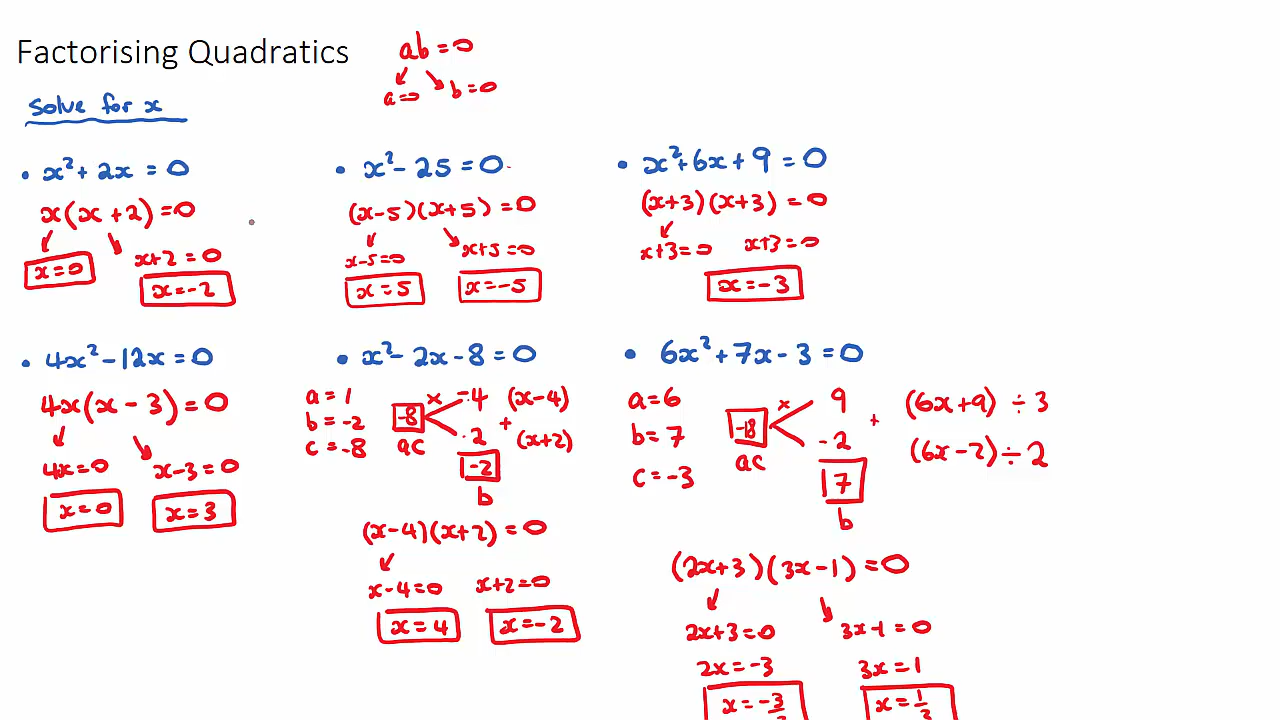 Factorising Quadratics
ab = 0
a=0 b=0
Solve for x
• x² + 2x = 0
x(x + 2) = 0
x=0
x+2 = 0
x=-2
• x² - 25 = 0
(x-5)(x+5) = 0
x-5=0 x+5=0
x=5 x=-5
• x²+6x+9 = 0
(x+3)(x+3) = 0
x+3=0 x+3=0
x=-3
• 4x² - 12x = 0
4x(x - 3) = 0
4x=0 x-3=0
x=0 x=3
• x² - 2x - 8 = 0
a = 1
b = -2
c = -8
-8
ac
×
-4 (x-4)
+
2 (x+2)
-2
b
(x-4)(x+2) = 0
x-4=0 x+2=0
x=4 x=-2
• 6x² + 7x - 3 = 0
a=6
b=7
c=-3
-18
ac
×
9 (6x+9) ÷ 3
+
-2 (6x-2) ÷ 2
7
b
(2x+3)(3x-1) = 0
2x+3=0 3x-1=0
2x=-3 3x=1
x=-3/2 x=1/3